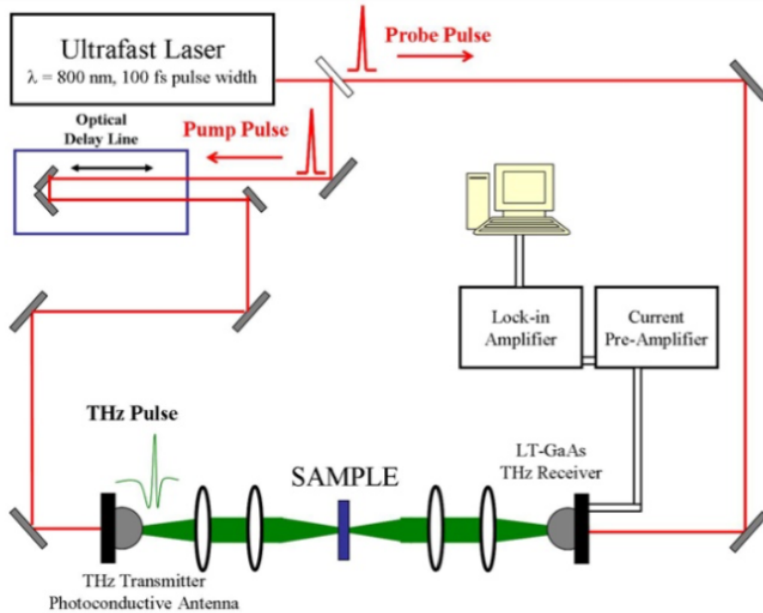 Ultrafast Laser
λ = 800 nm, 100 fs pulse width
Probe Pulse
Optical
Delay Line
Pump Pulse
Lock-in
Amplifier
Current
Pre-Amplifier
THz Pulse
SAMPLE
LT-GaAs
THz Receiver
THz Transmitter
Photoconductive Antenna